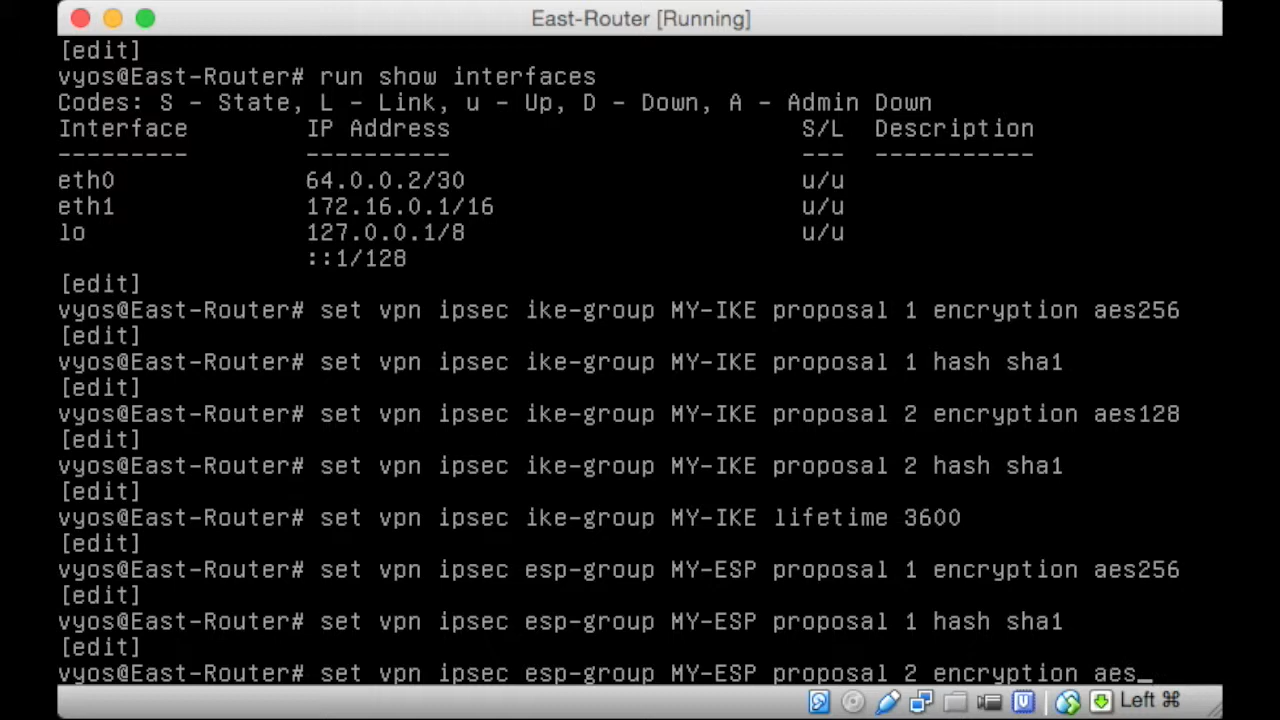 East-Router [Running]
[edit]
vyos@East-Router# run show interfaces
Codes: S - State, L - Link, u - Up, D - Down, A - Admin Down
Interface IP Address S/L Description
--------- ---------- --- -----------
eth0 64.0.0.2/30 u/u
eth1 172.16.0.1/16 u/u
lo 127.0.0.1/8 u/u
::1/128
[edit]
vyos@East-Router# set vpn ipsec ike-group MY-IKE proposal 1 encryption aes256
[edit]
vyos@East-Router# set vpn ipsec ike-group MY-IKE proposal 1 hash sha1
[edit]
vyos@East-Router# set vpn ipsec ike-group MY-IKE proposal 2 encryption aes128
[edit]
vyos@East-Router# set vpn ipsec ike-group MY-IKE proposal 2 hash sha1
[edit]
vyos@East-Router# set vpn ipsec ike-group MY-IKE lifetime 3600
[edit]
vyos@East-Router# set vpn ipsec esp-group MY-ESP proposal 1 encryption aes256
[edit]
vyos@East-Router# set vpn ipsec esp-group MY-ESP proposal 1 hash sha1
[edit]
vyos@East-Router# set vpn ipsec esp-group MY-ESP proposal 2 encryption aes_
Left ⌘